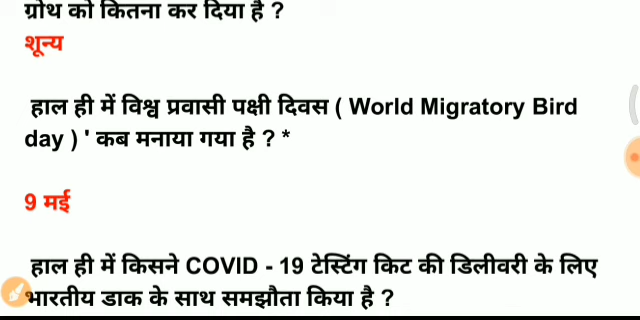 ग्रोथ को कितना कर दिया है ?
शून्य
हाल ही में विश्व प्रवासी पक्षी दिवस ( World Migratory Bird
day ) ' कब मनाया गया है ? *
9 मई
हाल ही में किसने COVID - 19 टेस्टिंग किट की डिलीवरी के लिए
भारतीय डाक के साथ समझौता किया है ?